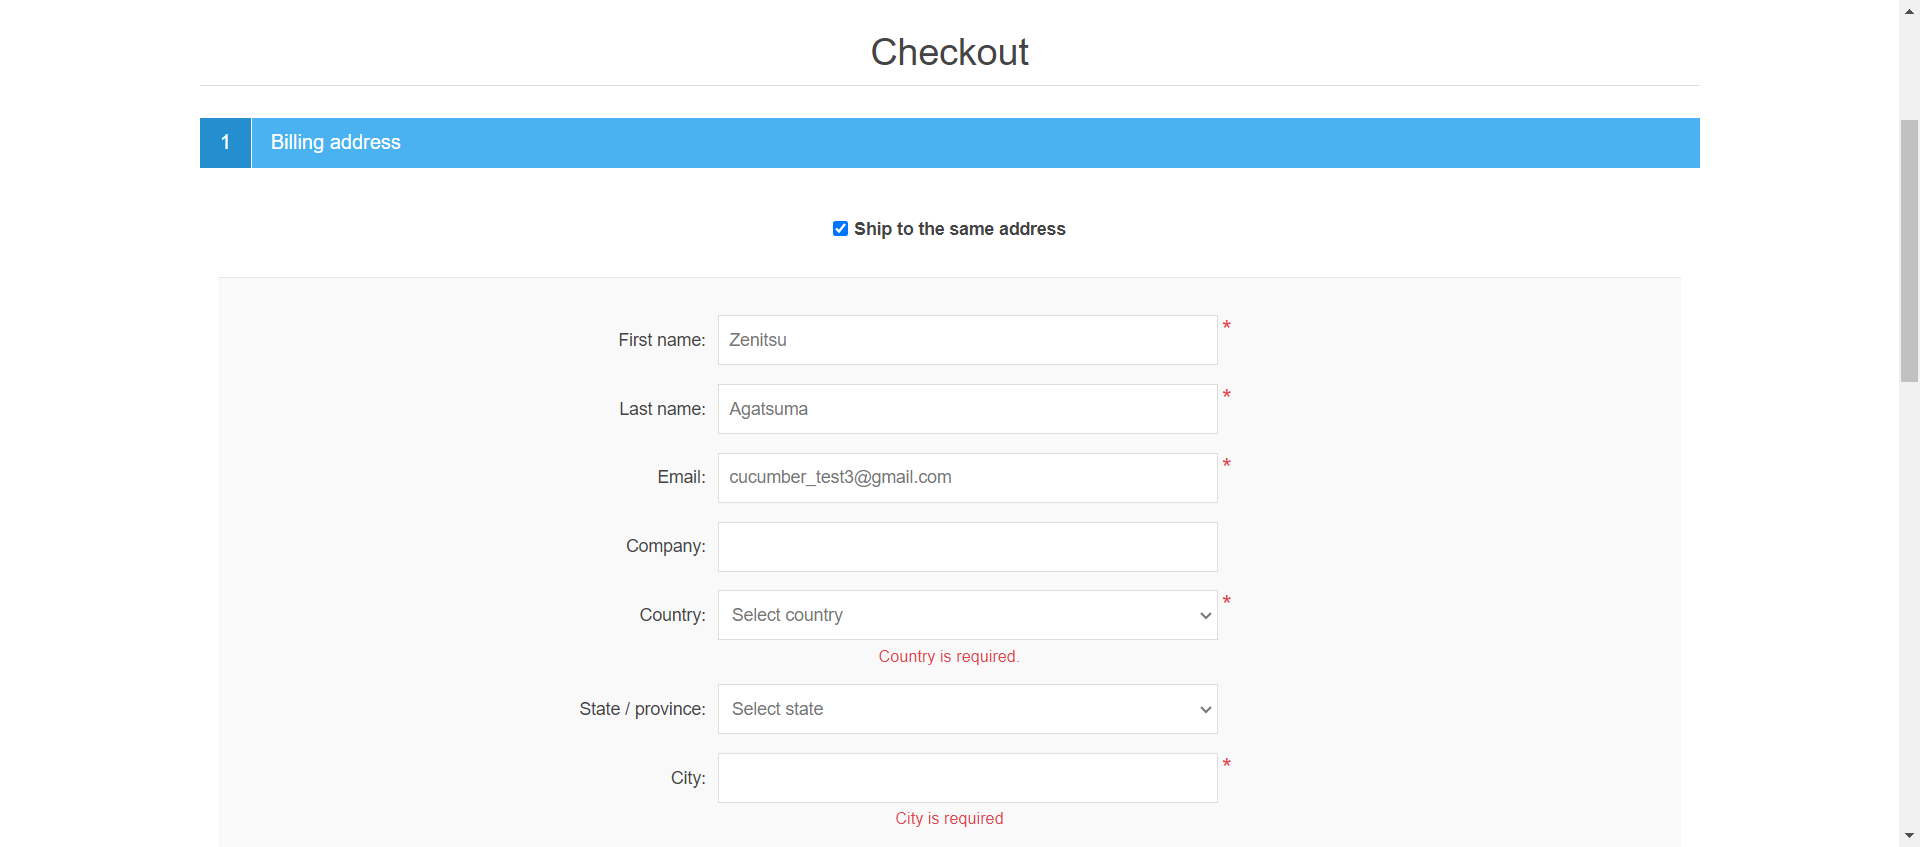 Checkout
1 Billing address
Ship to the same address
First name: Zenitsu *
Last name: Agatsuma *
Email: cucumber_test3@gmail.com *
Company:
Country: Select country *
Country is required.
State / province: Select state
City: *
City is required